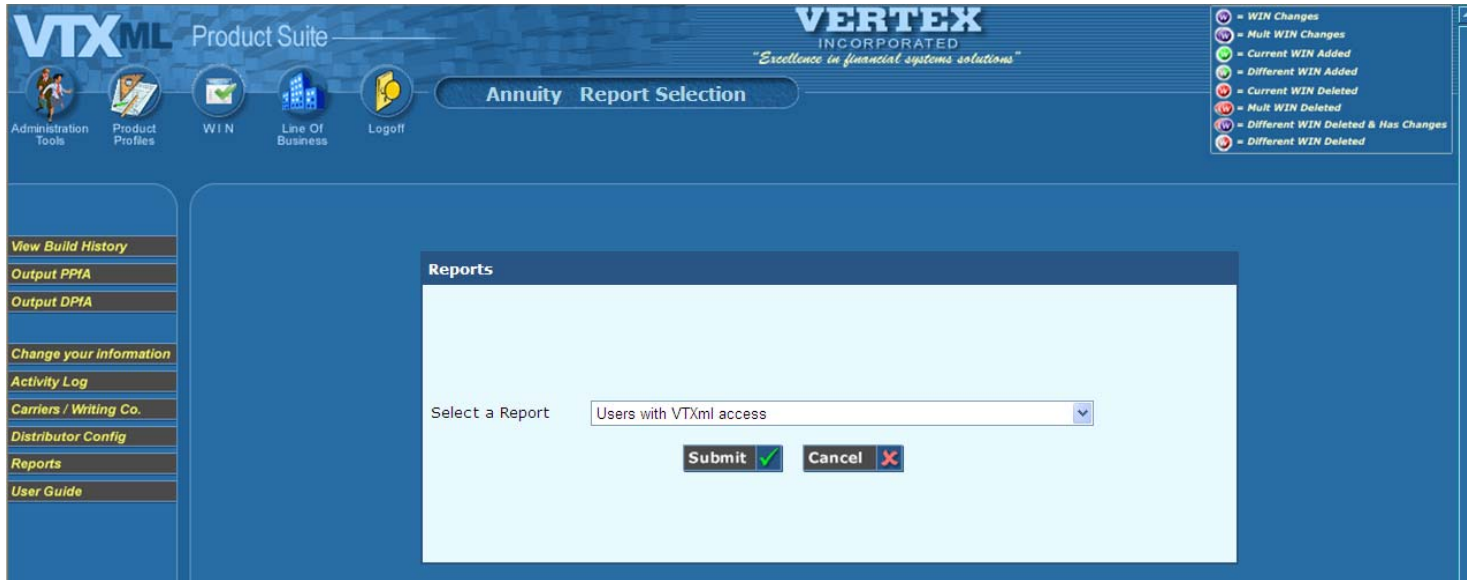 VTXML Product Suite
VERTEX
INCORPORATED
"Excellence in financial systems solutions"
Administration Tools
Product Profiles
WIN
Line Of Business
Logoff
Annuity Report Selection
W = WIN Changes
W = Mult WIN Changes
W = Current WIN Added
W = Different WIN Added
W = Current WIN Deleted
W = Mult WIN Deleted
W = Different WIN Deleted & Has Changes
W = Different WIN Deleted
View Build History
Output PPfA
Output DPfA
Change your information
Activity Log
Carriers / Writing Co.
Distributor Config
Reports
User Guide
Reports
Select a Report
Users with VTXml access
Submit
Cancel